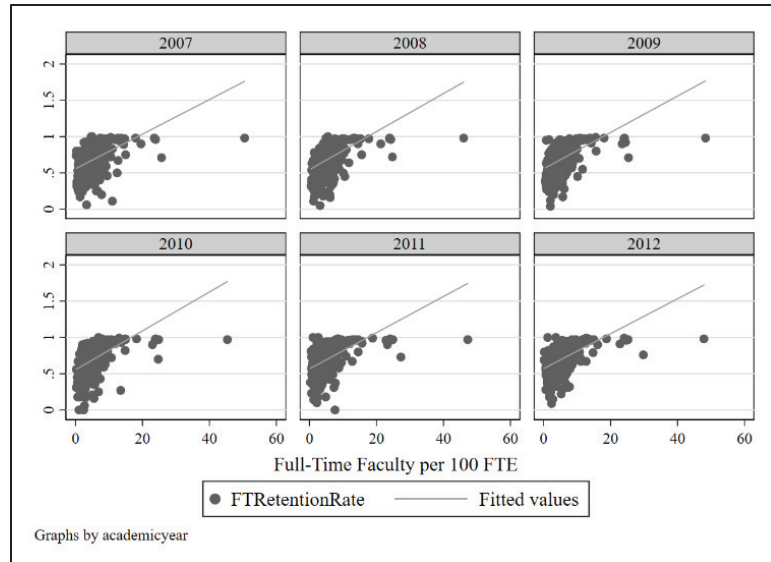 2007 2008 2009
2
1.5
1
.5
0
2010 2011 2012
2
1.5
1
.5
0
0 20 40 60 0 20 40 60 0 20 40 60
Full-Time Faculty per 100 FTE
FTRetentionRate Fitted values
Graphs by academicyear